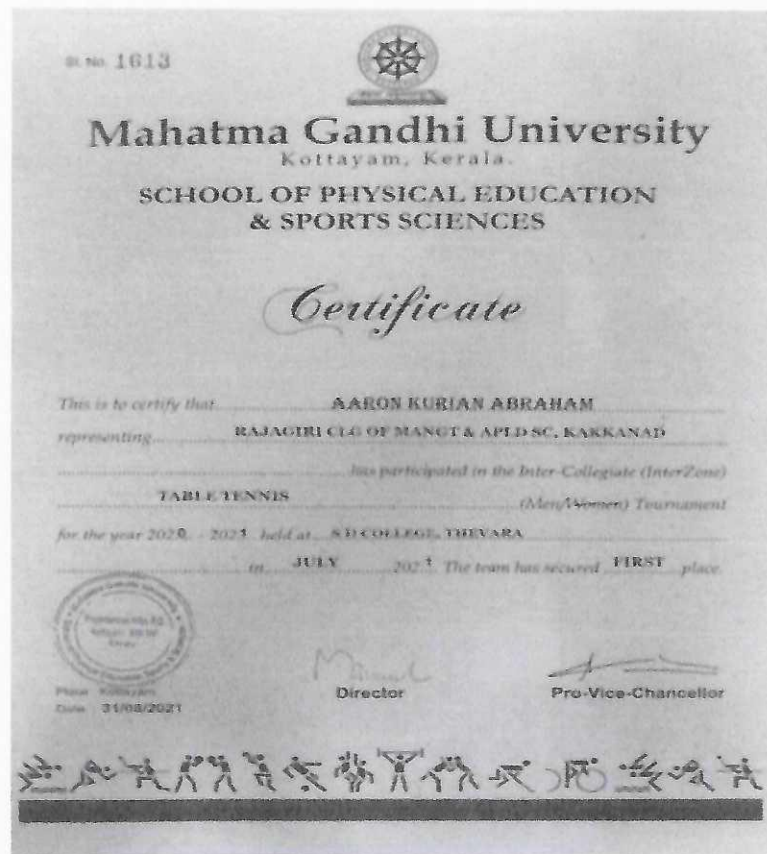 Sl. No. 1613
Mahatma Gandhi University
Kottayam, Kerala.
SCHOOL OF PHYSICAL EDUCATION
& SPORTS SCIENCES
Certificate
This is to certify that AARON KURIAN ABRAHAM
representing RAJAGIRI CLG OF MANGT & APLD SC, KAKKANAD
has participated in the Inter-Collegiate (InterZone)
TABLE TENNIS (Men/Women) Tournament
for the year 2020 - 2021 held at S D COLLEGE, THEVARA
in JULY 2021 The team has secured FIRST place.
Director
Pro-Vice-Chancellor
Place Kottayam
Date 31/08/2021